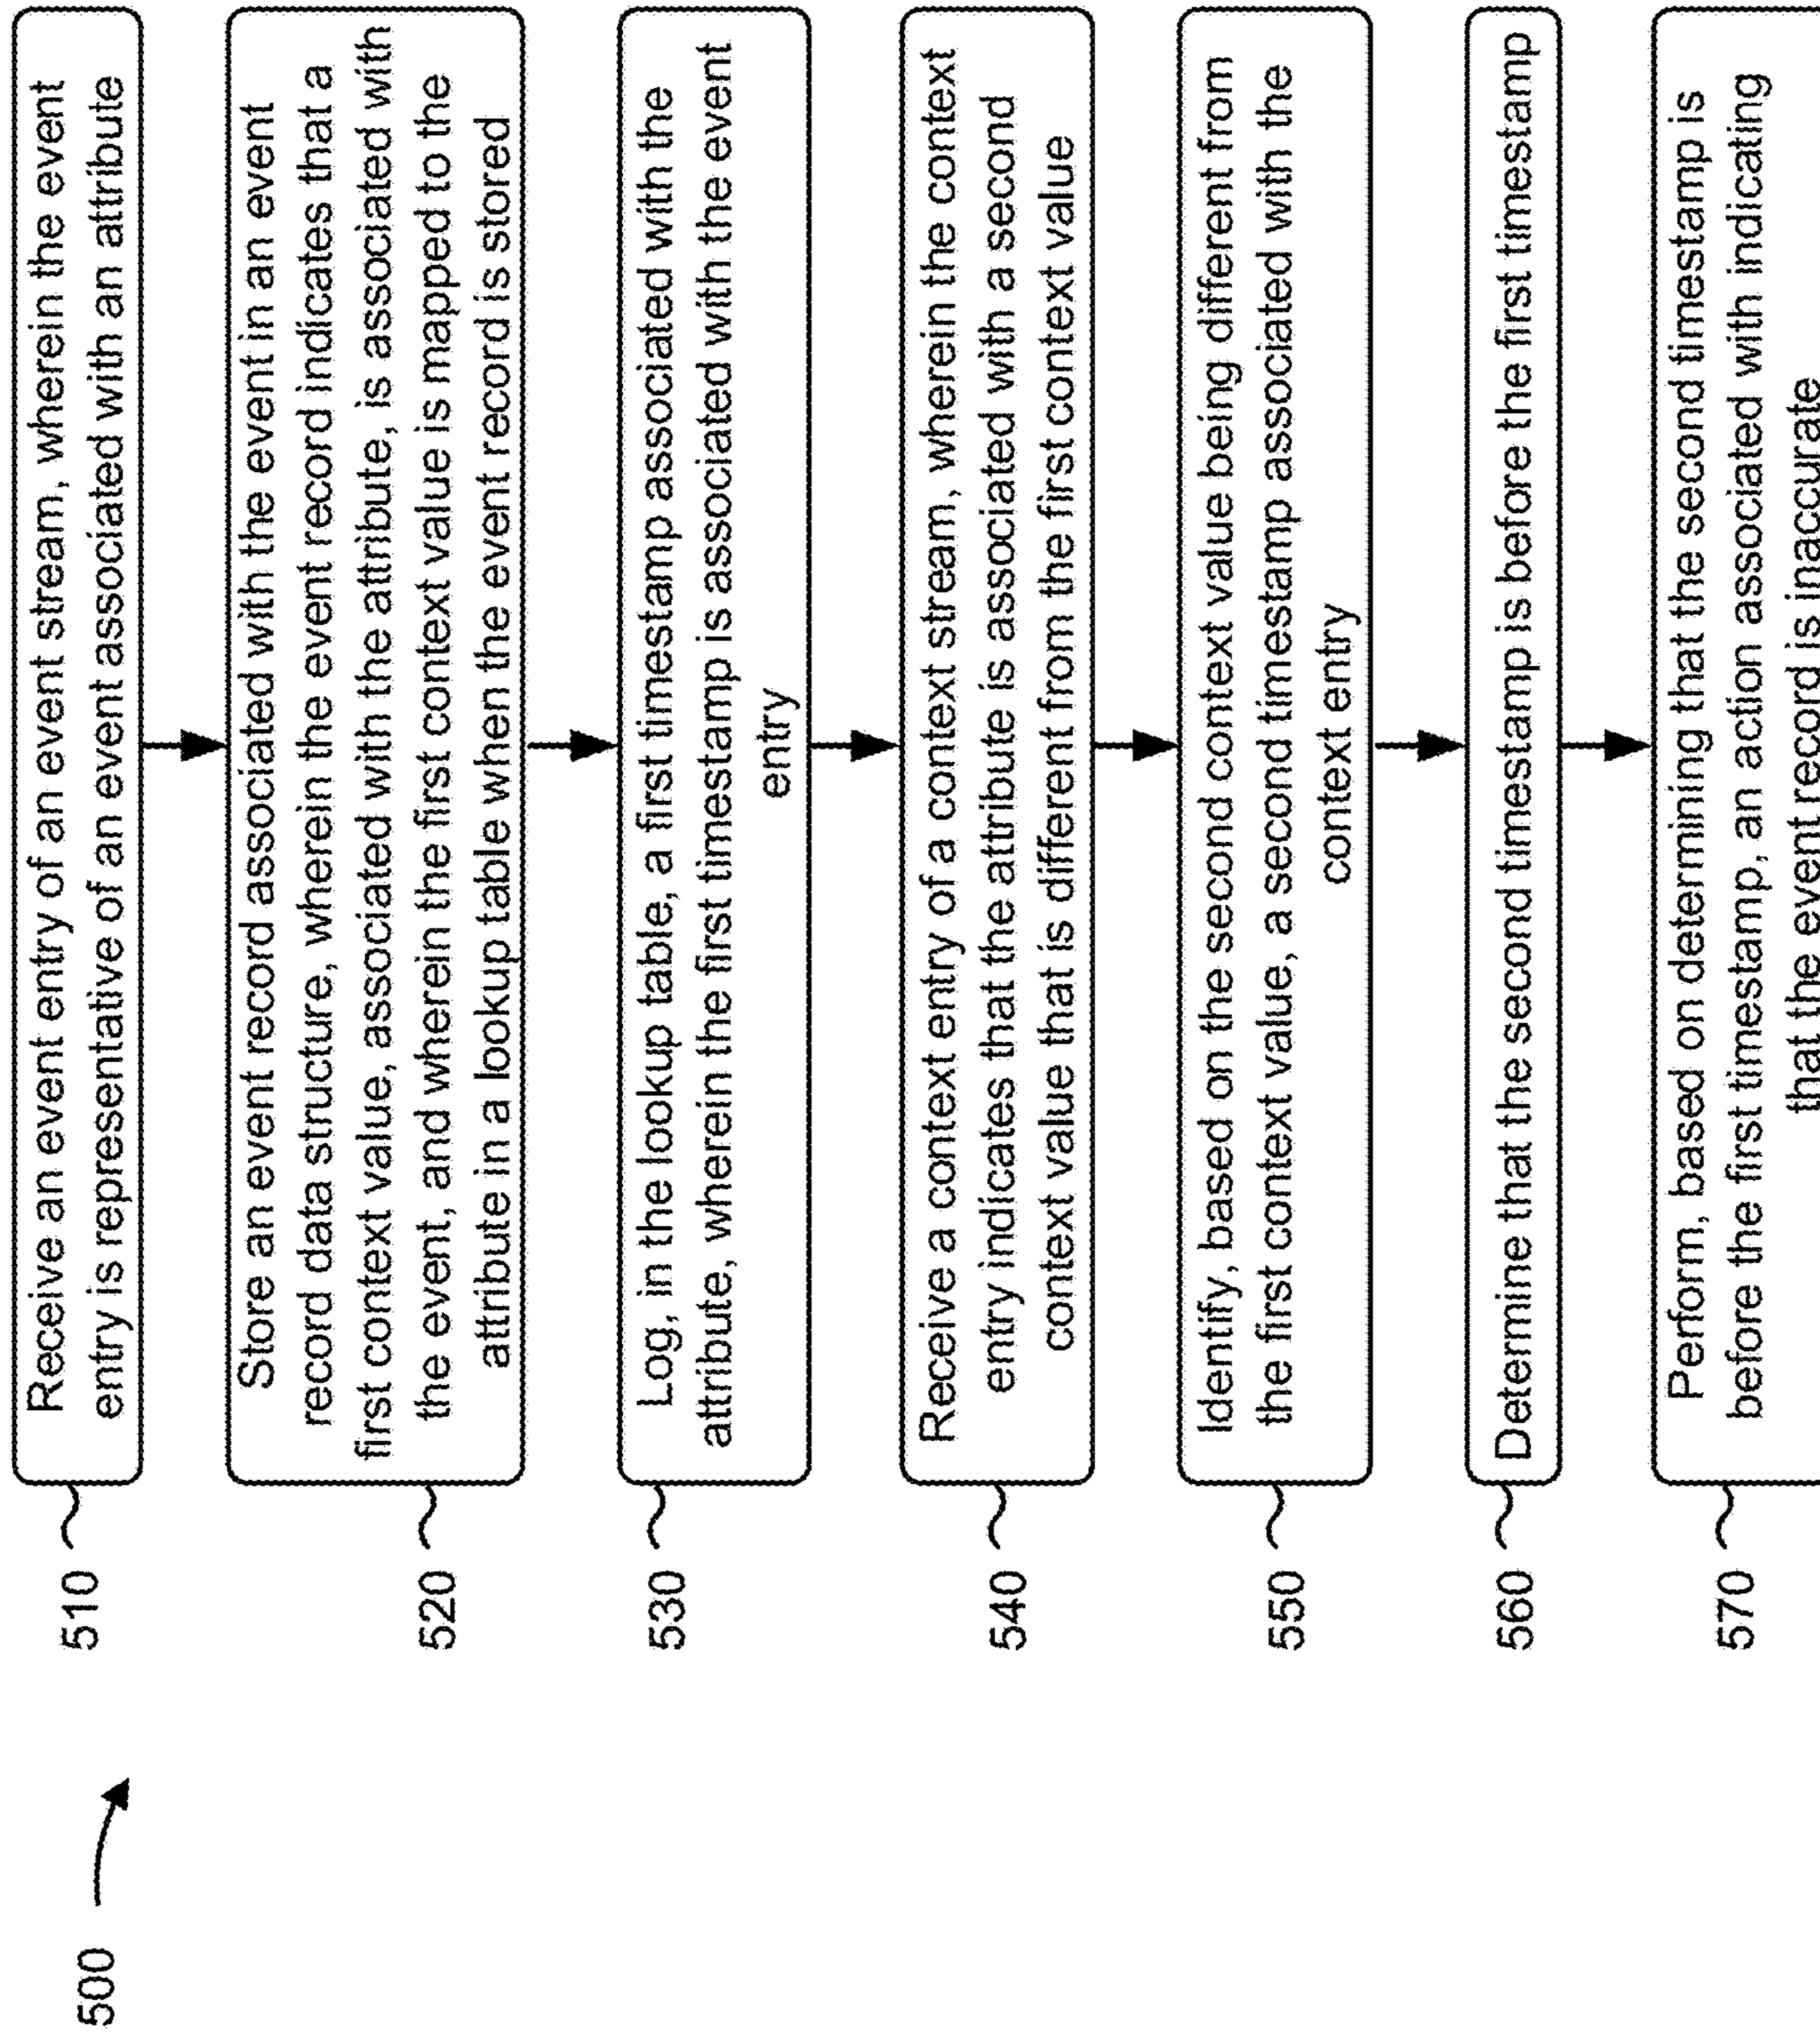 500
510
Receive an event entry of an event stream, wherein the event
entry is representative of an event associated with an attribute
520
Store an event record associated with the event in an event
record data structure, wherein the event record indicates that a
first context value, associated with the attribute, is associated with
the event, and wherein the first context value is mapped to the
attribute in a lookup table when the event record is stored
530
Log, in the lookup table, a first timestamp associated with the
attribute, wherein the first timestamp is associated with the event
entry
540
Receive a context entry of a context stream, wherein the context
entry indicates that the attribute is associated with a second
context value that is different from the first context value
550
Identify, based on the second context value being different from
the first context value, a second timestamp associated with the
context entry
560
Determine that the second timestamp is before the first timestamp
570
Perform, based on determining that the second timestamp is
before the first timestamp, an action associated with indicating
that the event record is inaccurate